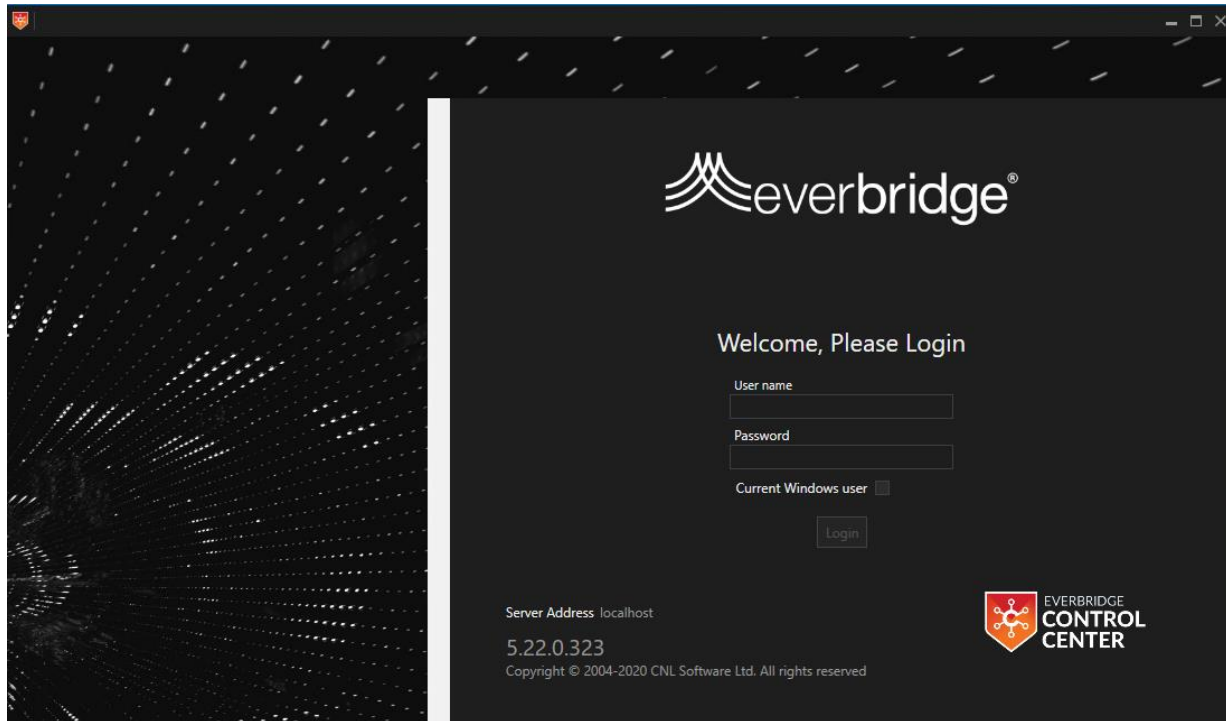 everbridge®
Welcome, Please Login
User name
Password
Current Windows user
Login
Server Address localhost
5.22.0.323
Copyright © 2004-2020 CNL Software Ltd. All rights reserved
EVERBRIDGE
CONTROL
CENTER